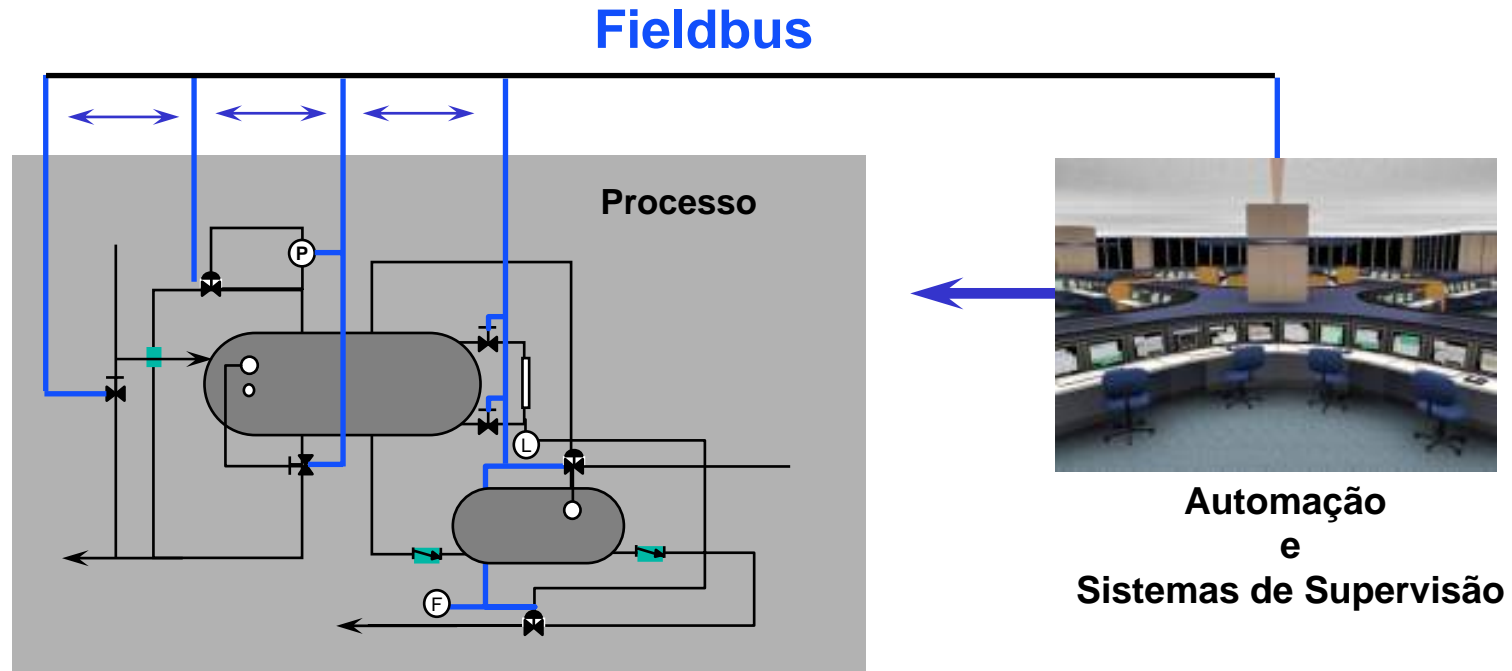 Fieldbus
Processo
P
L
F
Automação
e
Sistemas de Supervisão